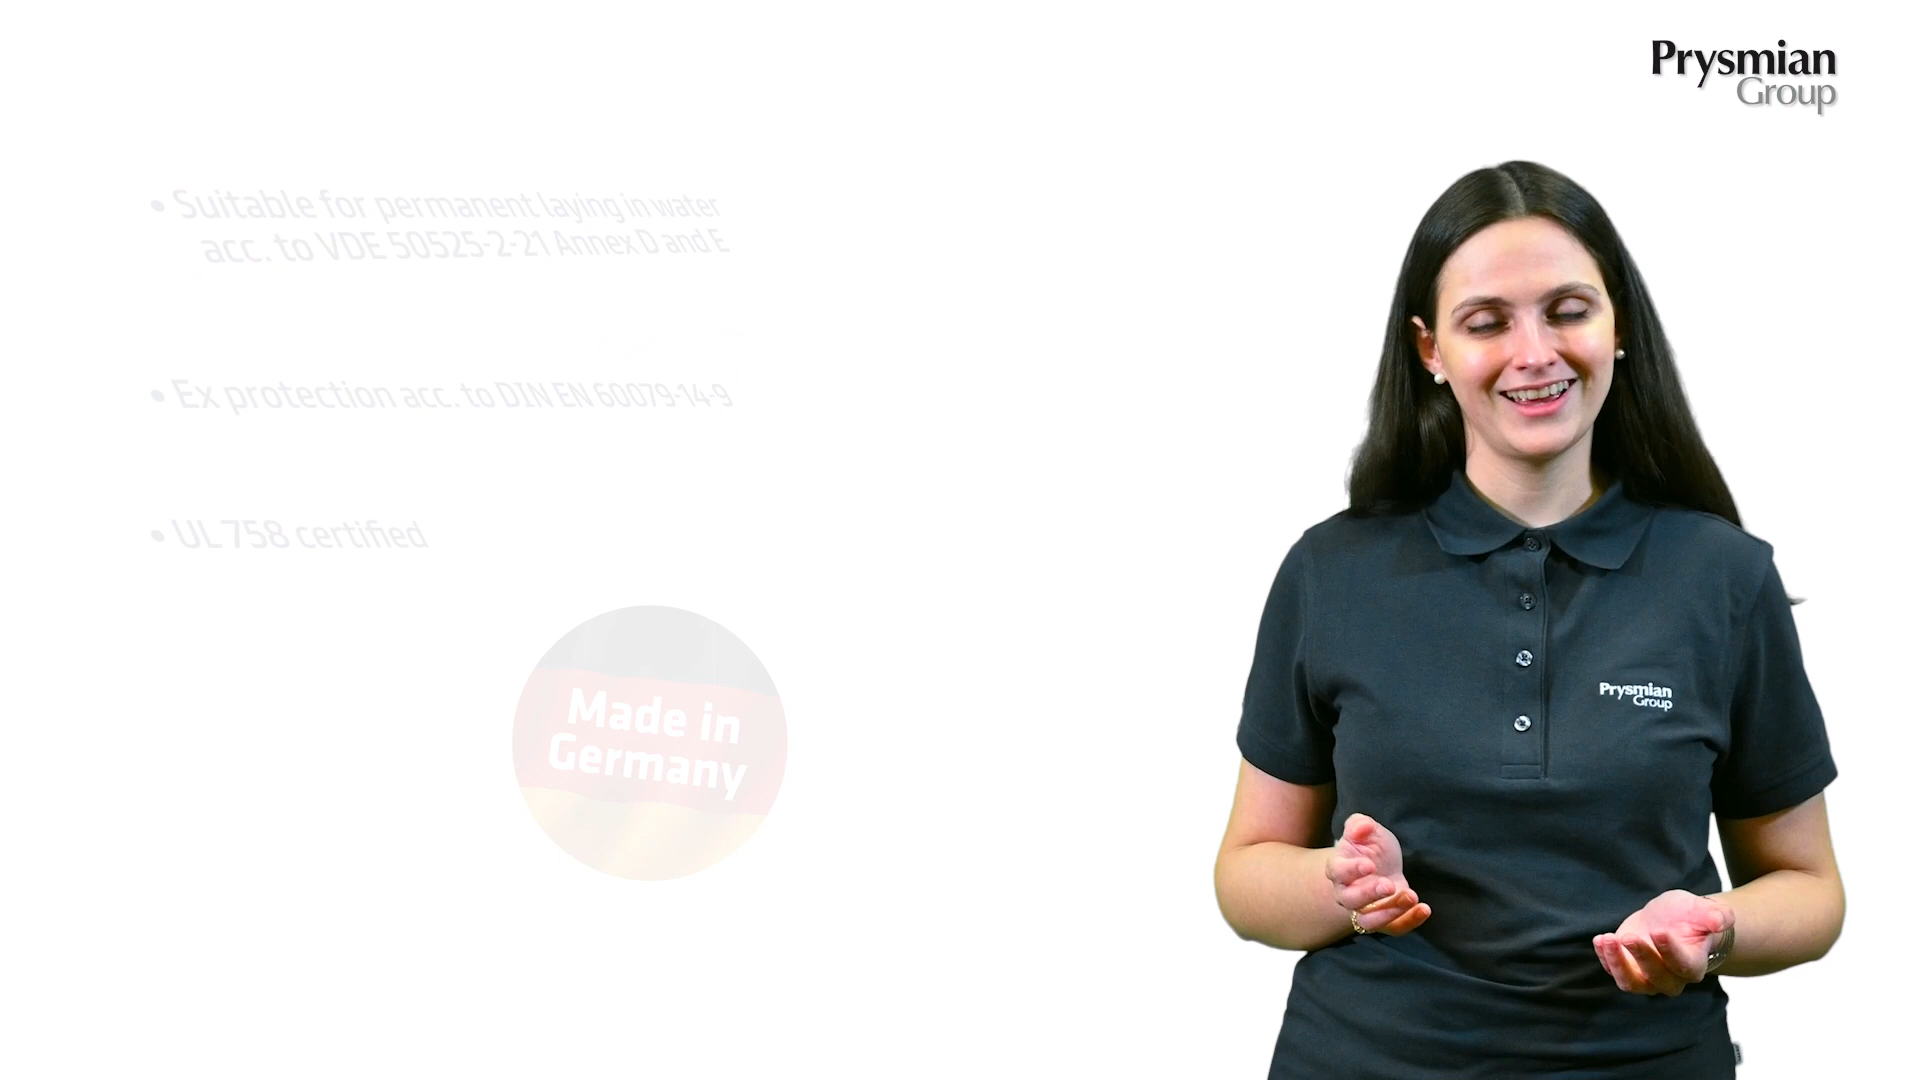 Prysmian
Group
• Suitable for permanent laying in water
acc. to VDE 50525-2-21 Annex D and E
• Ex protection acc. to DIN EN 60079-14-9
• UL 758 certified
Made in
Germany
Prysmian
Group